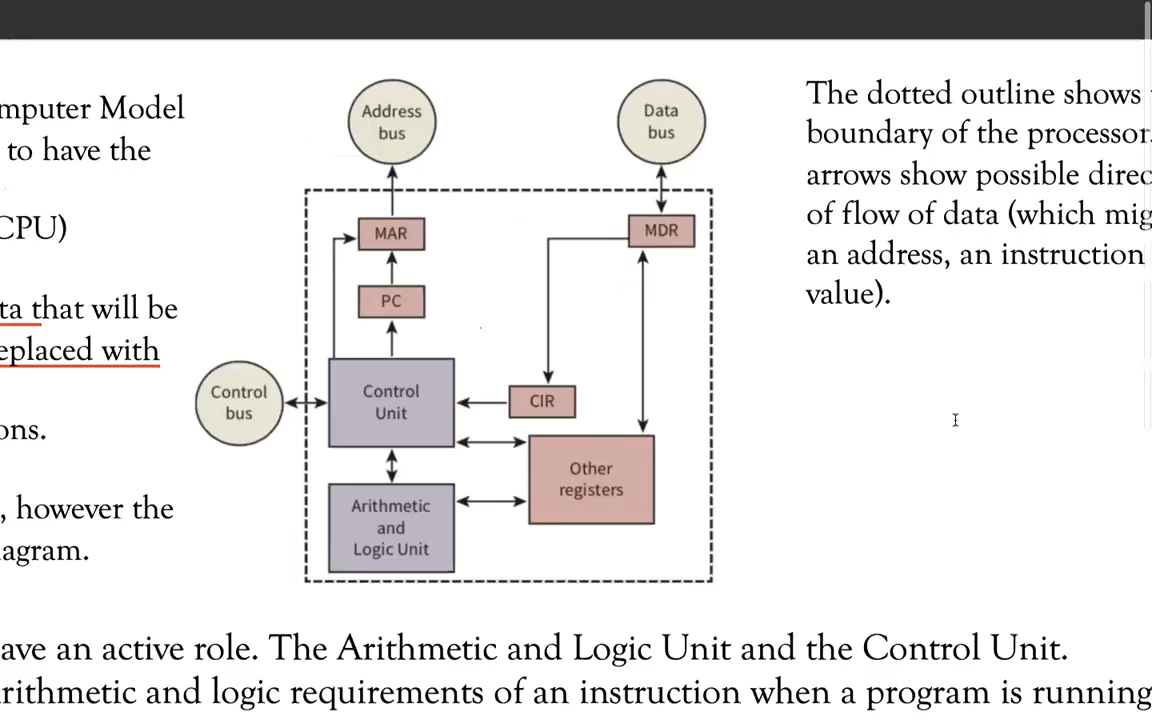 mputer Model
to have the
CPU)
ta that will be
eplaced with
ons.
, however the
agram.
Address
bus
Data
bus
MAR
MDR
PC
Control
bus
Control
Unit
CIR
Other
registers
Arithmetic
and
Logic Unit
The dotted outline shows
boundary of the processor.
arrows show possible direc
of flow of data (which mig
an address, an instruction
value).
ave an active role. The Arithmetic and Logic Unit and the Control Unit.
rithmetic and logic requirements of an instruction when a program is running